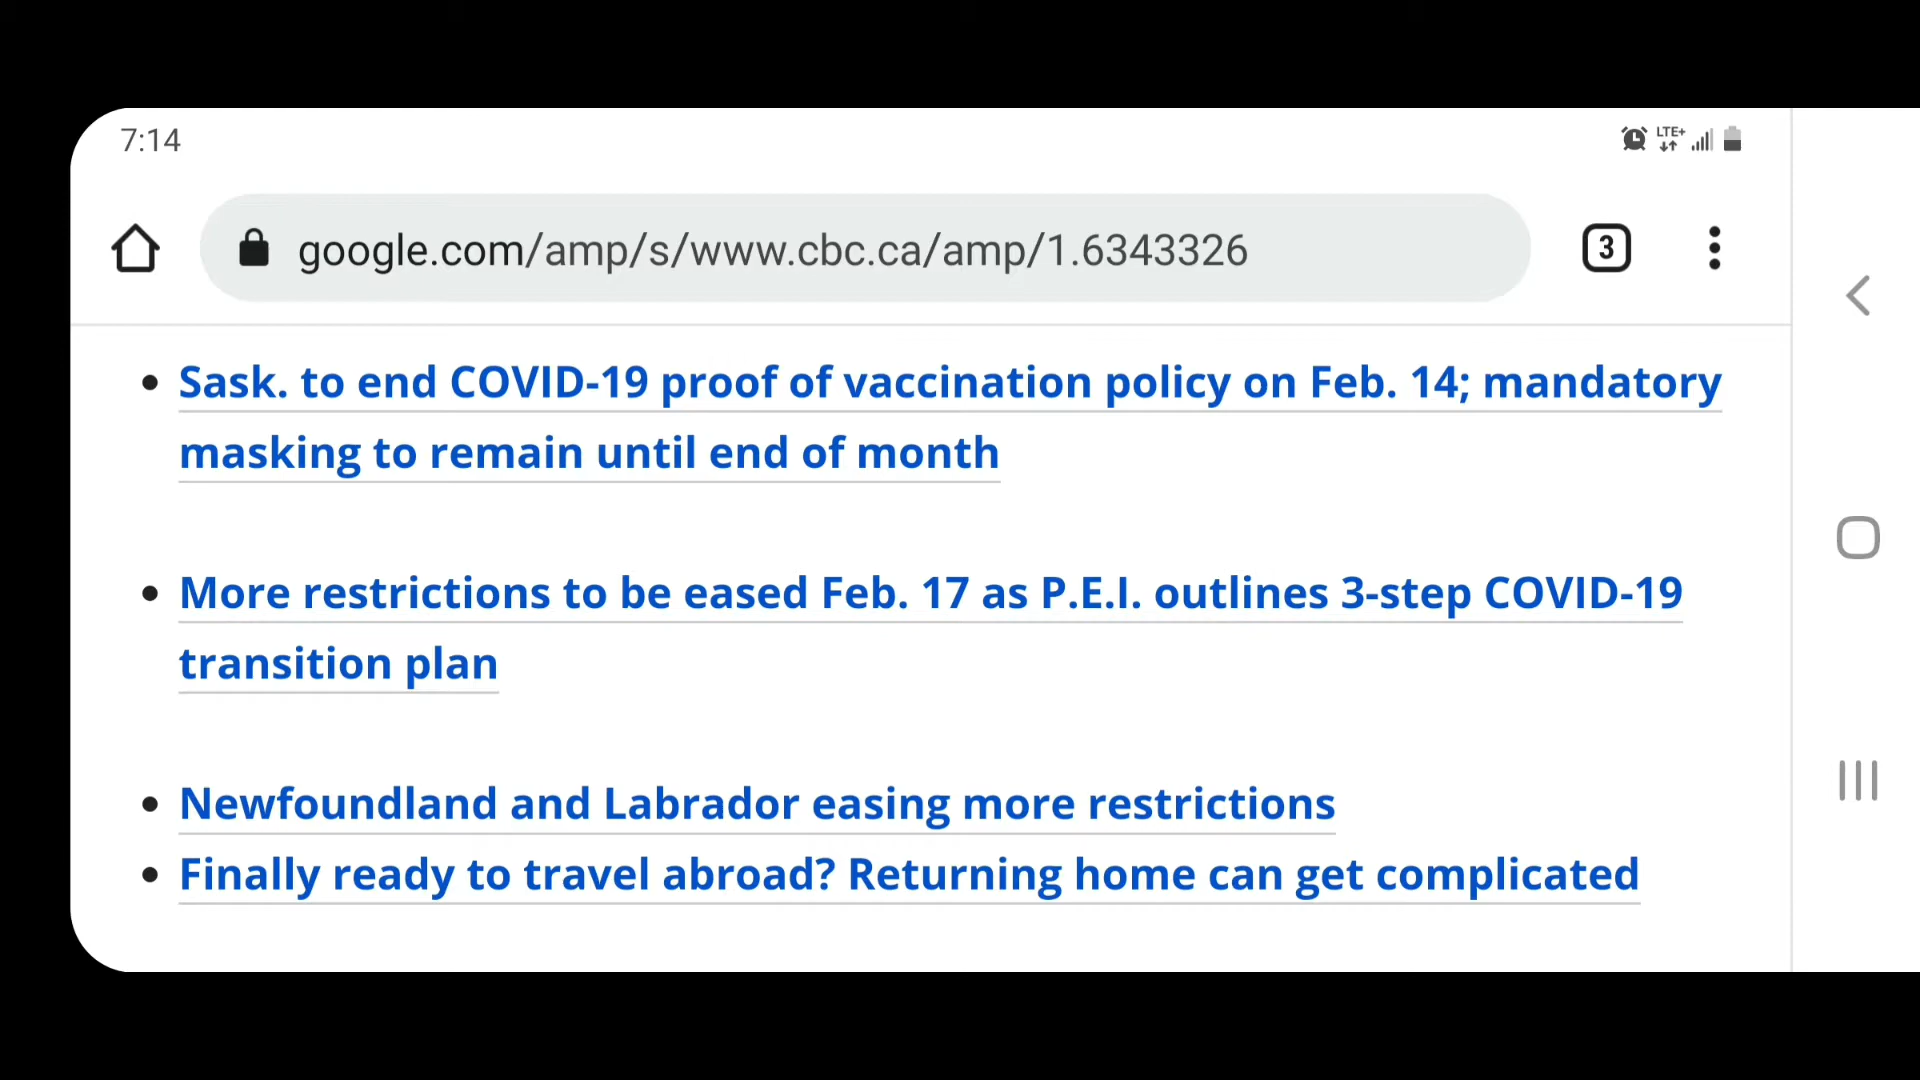 7:14
LTE+
google.com/amp/s/www.cbc.ca/amp/1.6343326
3
Sask. to end COVID-19 proof of vaccination policy on Feb. 14; mandatory
masking to remain until end of month
More restrictions to be eased Feb. 17 as P.E.I. outlines 3-step COVID-19
transition plan
Newfoundland and Labrador easing more restrictions
Finally ready to travel abroad? Returning home can get complicated